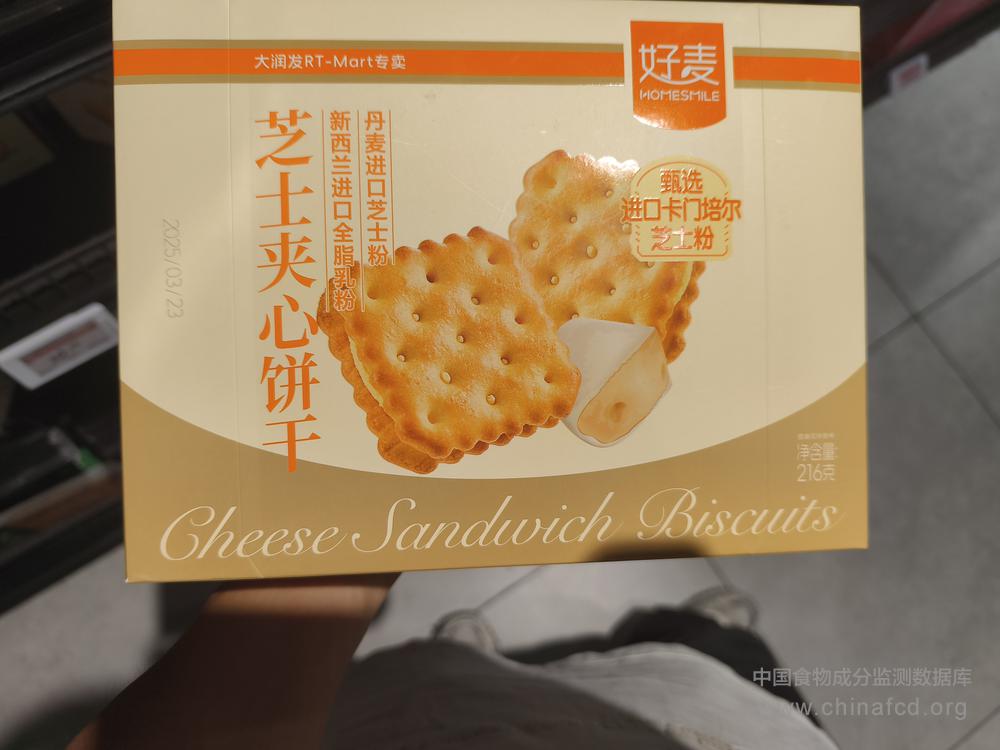 大润发RT-Mart专卖
好麦
HOMESMILE
芝士夹心饼干
新西兰进口全脂乳粉
丹麦进口芝士粉
甄选
进口卡门培尔
芝士粉
2025/03/23
净含量:
216克
Cheese Sandwich Biscuits
中国食物成分监测数据库
www.chinafcd.org